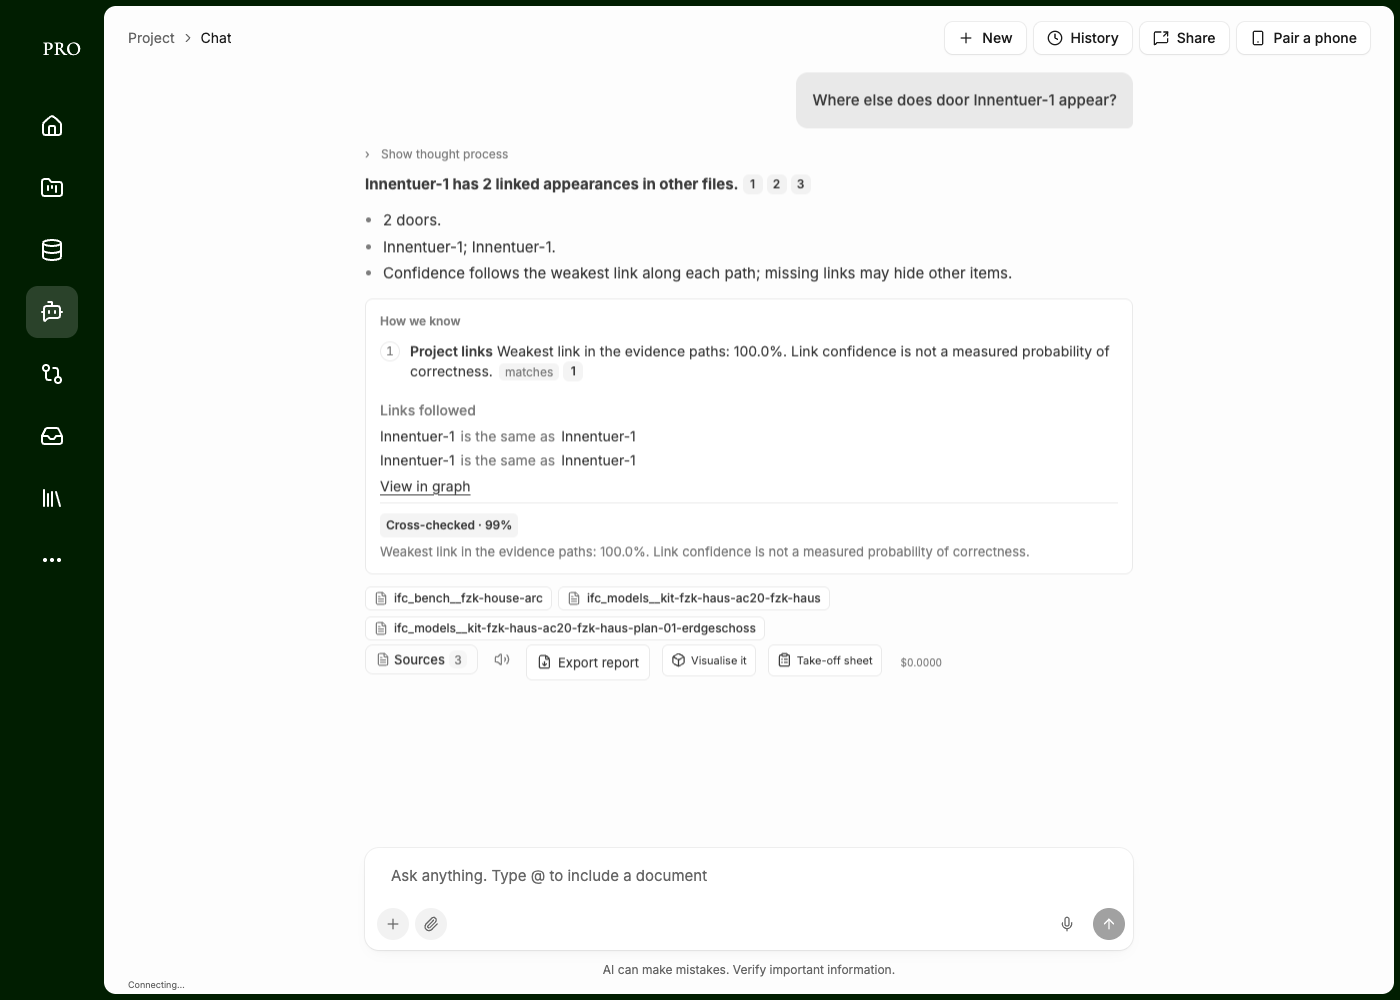 PRO
Project > Chat
New
History
Share
Pair a phone
Where else does door Innentuer-1 appear?
Show thought process
Innentuer-1 has 2 linked appearances in other files. 1 2 3
• 2 doors.
• Innentuer-1; Innentuer-1.
• Confidence follows the weakest link along each path; missing links may hide other items.
How we know
1 Project links Weakest link in the evidence paths: 100.0%. Link confidence is not a measured probability of
correctness. matches 1
Links followed
Innentuer-1 is the same as Innentuer-1
Innentuer-1 is the same as Innentuer-1
View in graph
Cross-checked · 99%
Weakest link in the evidence paths: 100.0%. Link confidence is not a measured probability of correctness.
ifc_bench__fzk-house-arc
ifc_models__kit-fzk-haus-ac20-fzk-haus
ifc_models__kit-fzk-haus-ac20-fzk-haus-plan-01-erdgeschoss
Sources 3
Export report
Visualise it
Take-off sheet
$0.0000
Ask anything. Type @ to include a document
AI can make mistakes. Verify important information.
Connecting...